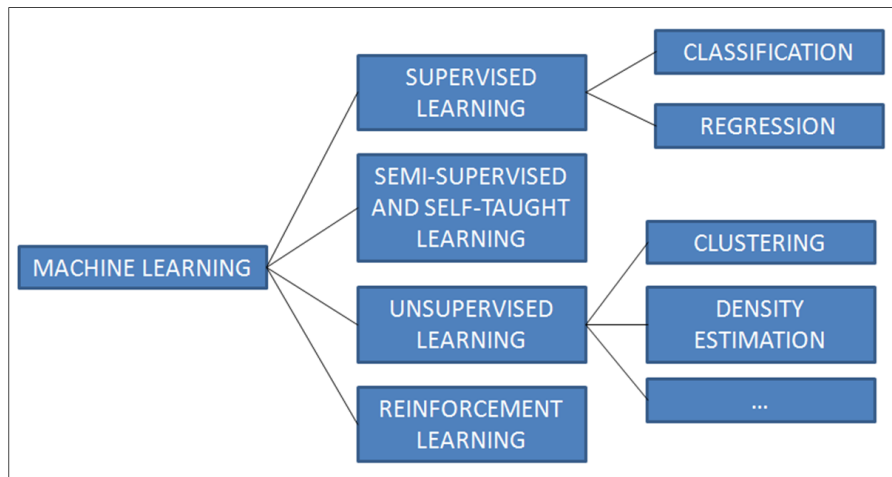 MACHINE LEARNING
SUPERVISED
LEARNING
CLASSIFICATION
REGRESSION
SEMI-SUPERVISED
AND SELF-TAUGHT
LEARNING
UNSUPERVISED
LEARNING
CLUSTERING
DENSITY
ESTIMATION
...
REINFORCEMENT
LEARNING